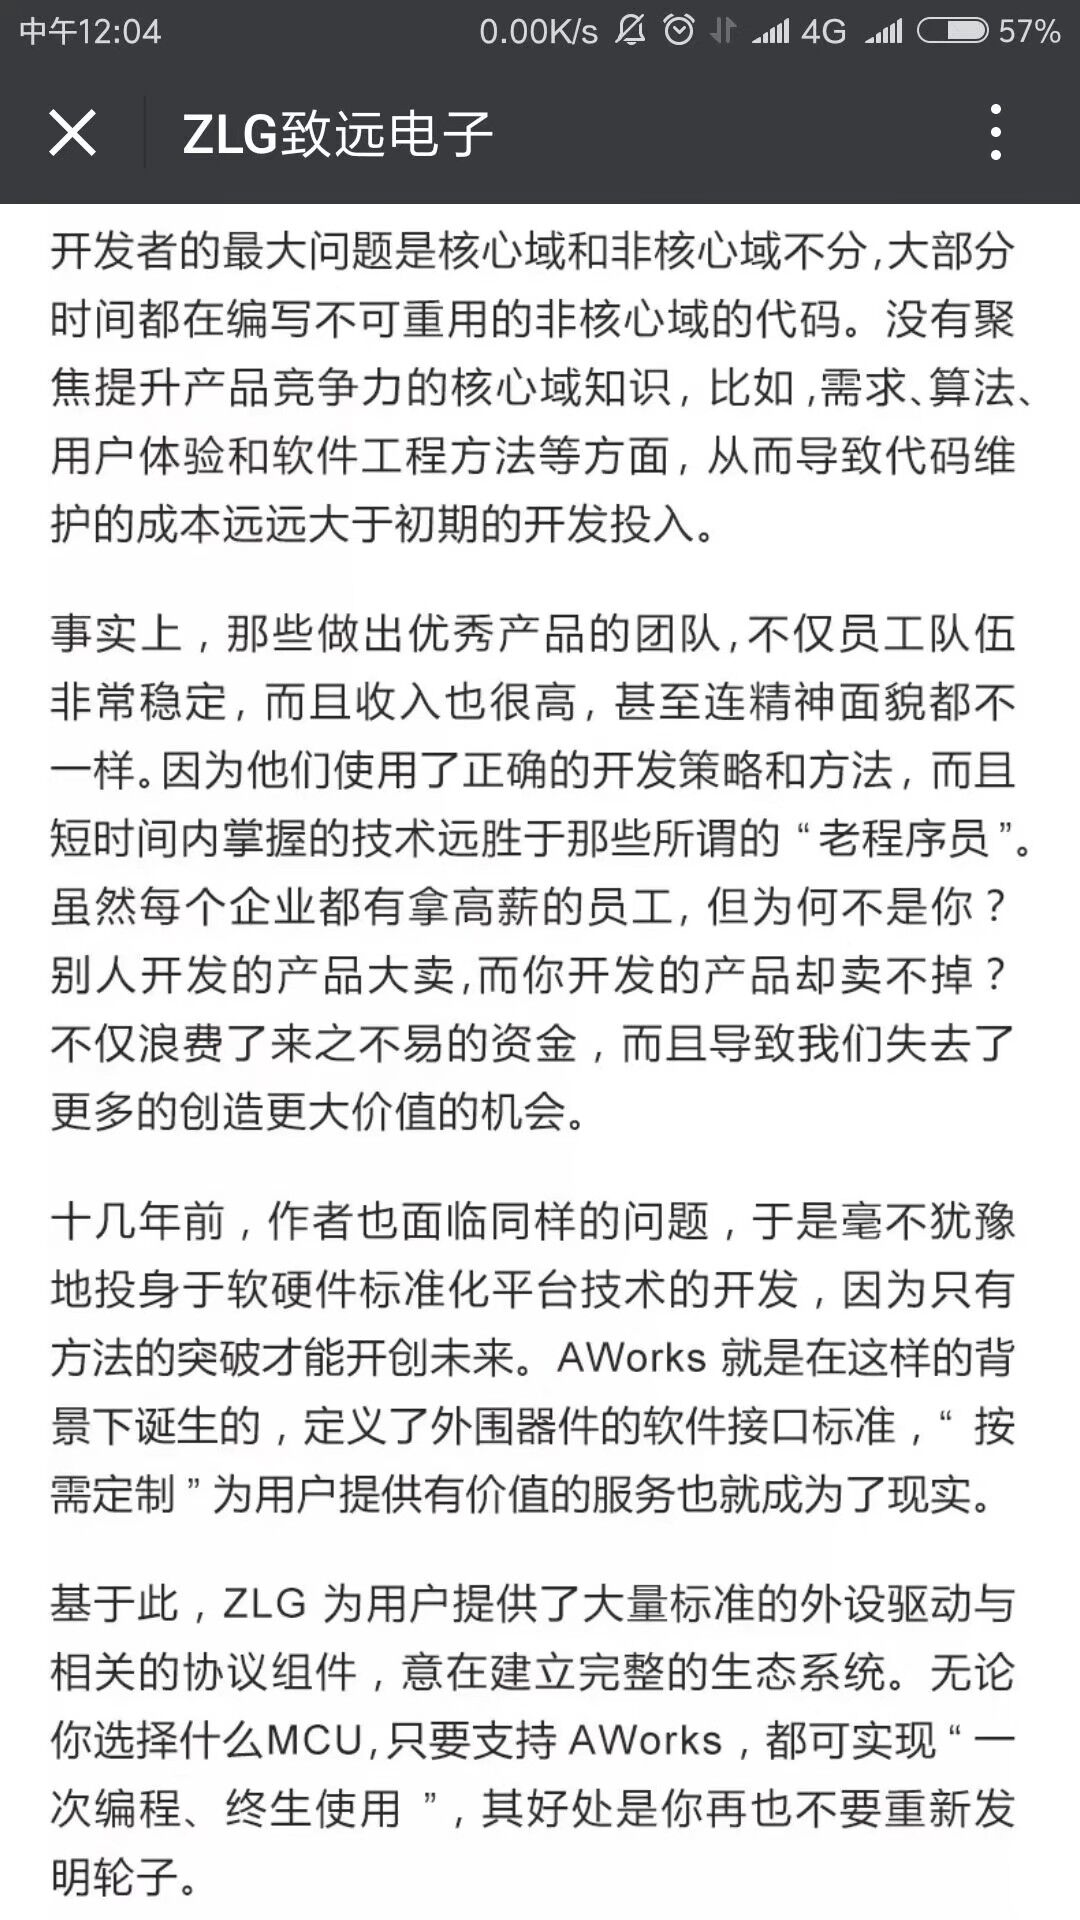 中午12:04 0.00K/s 4G 57%
ZLG致远电子
开发者的最大问题是核心域和非核心域不分,大部分
时间都在编写不可重用的非核心域的代码。没有聚
焦提升产品竞争力的核心域知识, 比如 ,需求、算法、
用户体验和软件工程方法等方面, 从而导致代码维
护的成本远远大于初期的开发投入。
事实上, 那些做出优秀产品的团队,不仅员工队伍
非常稳定, 而且收入也很高, 甚至连精神面貌都不
一样。因为他们使用了正确的开发策略和方法, 而且
短时间内掌握的技术远胜于那些所谓的 “老程序员”。
虽然每个企业都有拿高薪的员工, 但为何不是你？
别人开发的产品大卖,而你开发的产品却卖不掉？
不仅浪费了来之不易的资金, 而且导致我们失去了
更多的创造更大价值的机会。
十几年前, 作者也面临同样的问题, 于是毫不犹豫
地投身于软硬件标准化平台技术的开发, 因为只有
方法的突破才能开创未来。AWorks 就是在这样的背
景下诞生的, 定义了外围器件的软件接口标准, “ 按
需定制 ” 为用户提供有价值的服务也就成为了现实。
基于此, ZLG 为用户提供了大量标准的外设驱动与
相关的协议组件, 意在建立完整的生态系统。无论
你选择什么MCU,只要支持 AWorks, 都可实现 “ 一
次编程、终生使用 ”, 其好处是你再也不要重新发
明轮子。